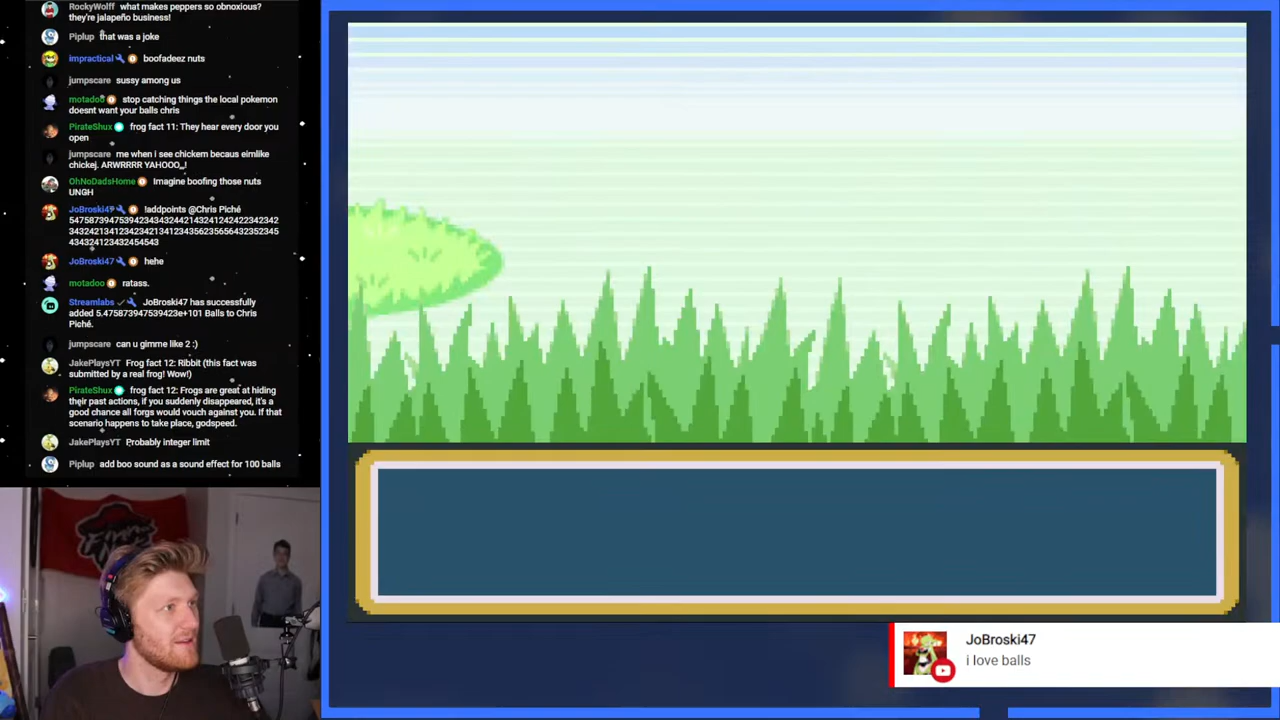 RockyWolff what makes peppers so obnoxious?
they're jalapeño business!
Piplup that was a joke
impractical boofadeez nuts
jumpscare sussy among us
motadoo stop catching things the local pokemon
doesnt want your balls chris
PirateShux frog fact 11: They hear every door you
open
jumpscare me when i see chickem becaus eimlike
chickej. ARWRRRR YAHOOO,,,!
OhNoDadsHome Imagine boofing those nuts
UNGH
JoBroski47 !addpoints @Chris Piché
JoBroski47 hehe
motadoo ratass.
Streamlabs JoBroski47 has successfully
added 5.475873947539423e+101 Balls to Chris
Piché.
jumpscare can u gimme like 2 :)
JakePlaysYT Frog fact 12: Ribbit (this fact was
submitted by a real frog! Wow!)
PirateShux frog fact 12: Frogs are great at hiding
their past actions, if you suddenly disappeared, it's a
good chance all forgs would vouch against you. If that
scenario happens to take place, godspeed.
JakePlaysYT Probably integer limit
Piplup add boo sound as a sound effect for 100 balls
JoBroski47
i love balls